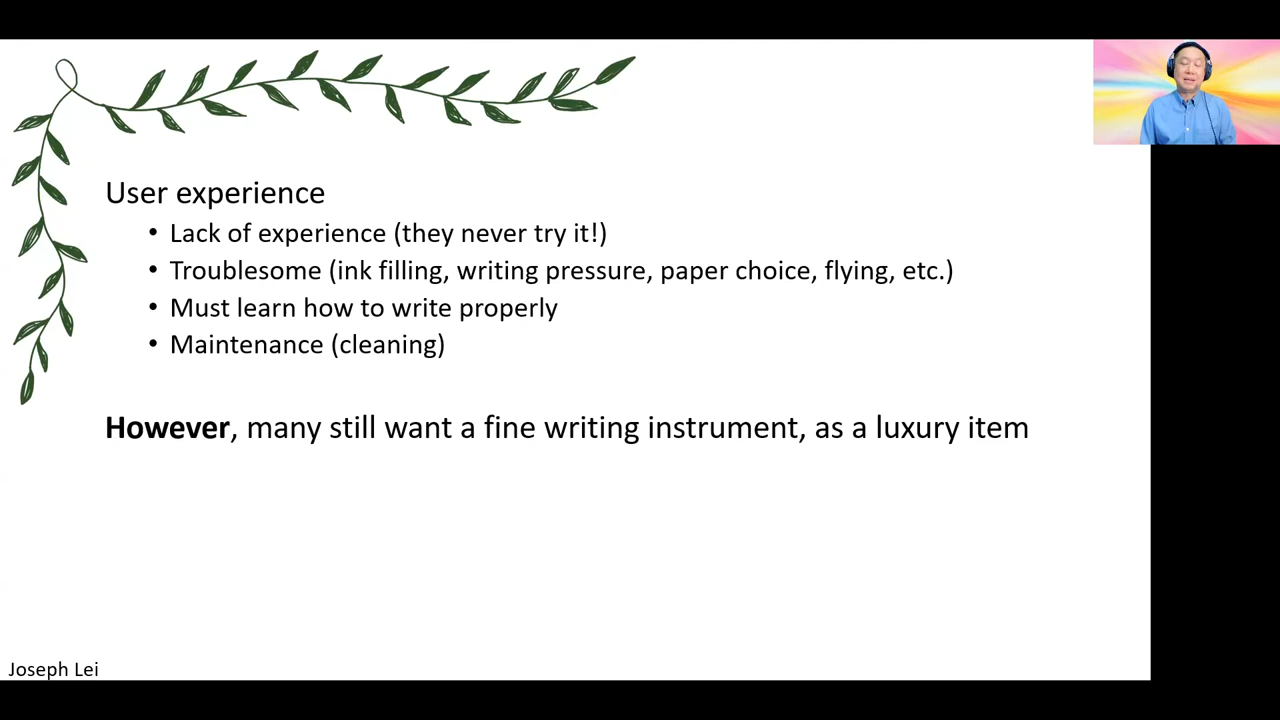 User experience
• Lack of experience (they never try it!)
• Troublesome (ink filling, writing pressure, paper choice, flying, etc.)
• Must learn how to write properly
• Maintenance (cleaning)
However, many still want a fine writing instrument, as a luxury item
Joseph Lei